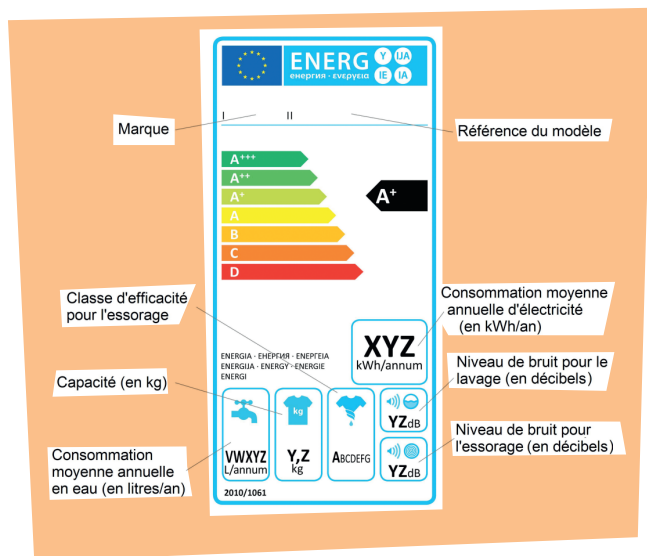 ENERG
енергия · ενεργεια
Y IJA
IE IA
I II
Marque
Référence du modèle
A+++
A++
A+
A
B
C
D
A+
Classe d'efficacité
pour l'essorage
Consommation moyenne
annuelle d'électricité
(en kWh/an)
XYZ
kWh/annum
ENERGIA · ЕНЕРГИЯ · ΕΝΕΡΓΕΙΑ
ENERGIJA · ENERGY · ENERGIE
ENERGI
Capacité (en kg)
Niveau de bruit pour le
lavage (en décibels)
Niveau de bruit pour
l'essorage (en décibels)
Consommation
moyenne annuelle
en eau (en litres/an)
VWXYZ
L/annum
kg
Y,Z
kg
ABCDEFG
YZdB
YZdB
2010/1061